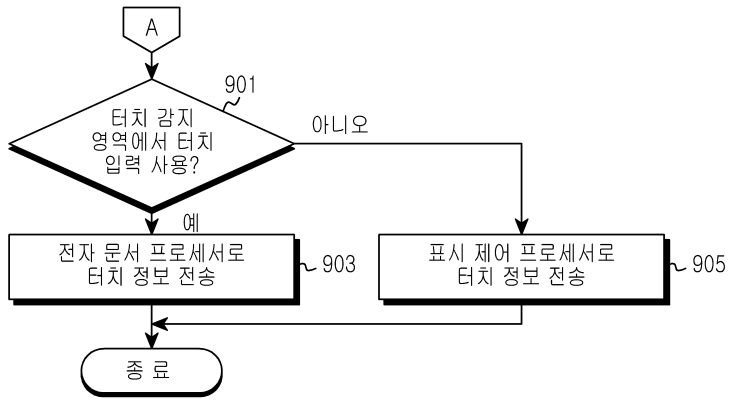 A
901
터치 감지
영역에서 터치
입력 사용?
아니오
예
전자 문서 프로세서로
터치 정보 전송
903
표시 제어 프로세서로
터치 정보 전송
905
종 료